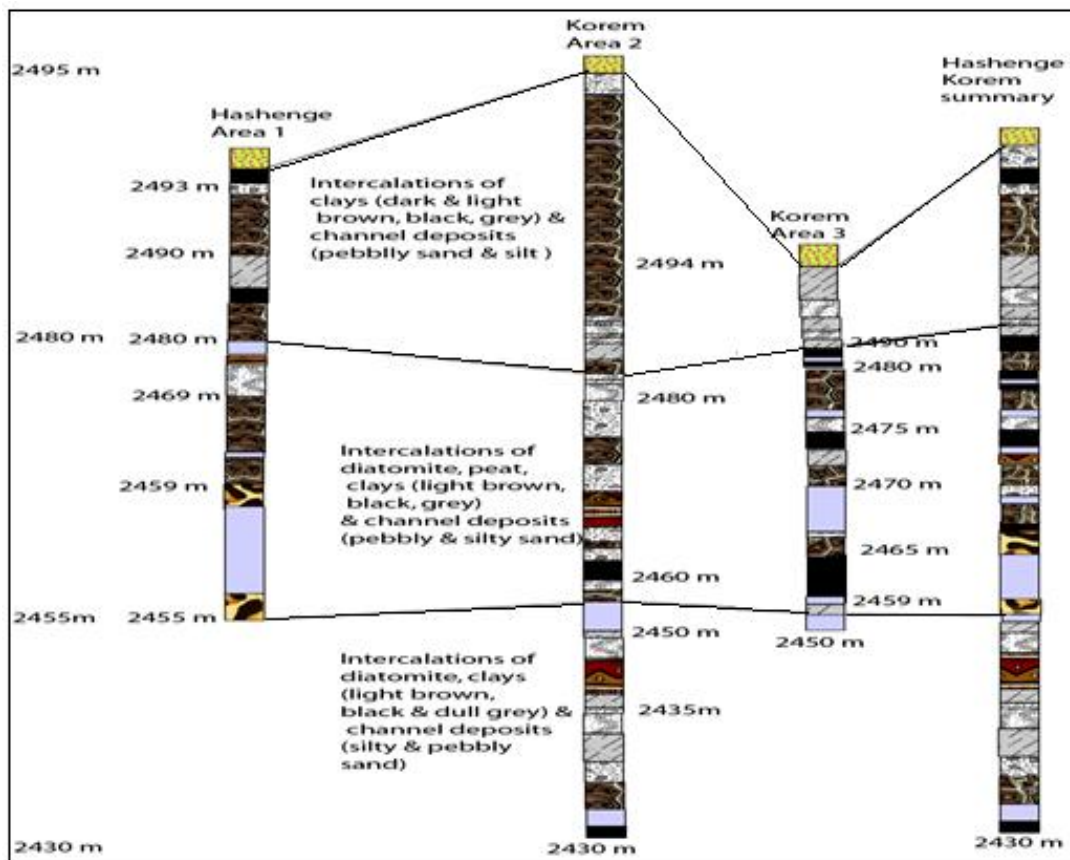 Korem
Area 2
2495 m
Hashenge
Korem
summary
Hashenge
Area 1
2493 m
Intercalations of
clays (dark & light
brown, black, grey) &
channel deposits
(pebblly sand & silt )
Korem
Area 3
2490 m
2494 m
2480 m
2480 m
2490 m
2480 m
2469 m
2480 m
2475 m
Intercalations of
diatomite, peat,
clays (light brown,
black, grey)
& channel deposits
(pebbly & silty sand)
2459 m
2470 m
2465 m
2460 m
2459 m
2455m
2455 m
2450 m
2450 m
Intercalations of
diatomite, clays
(light brown,
black & dull grey) &
channel deposits
(silty & pebbly
sand)
2435m
2430 m
2430 m
2430 m